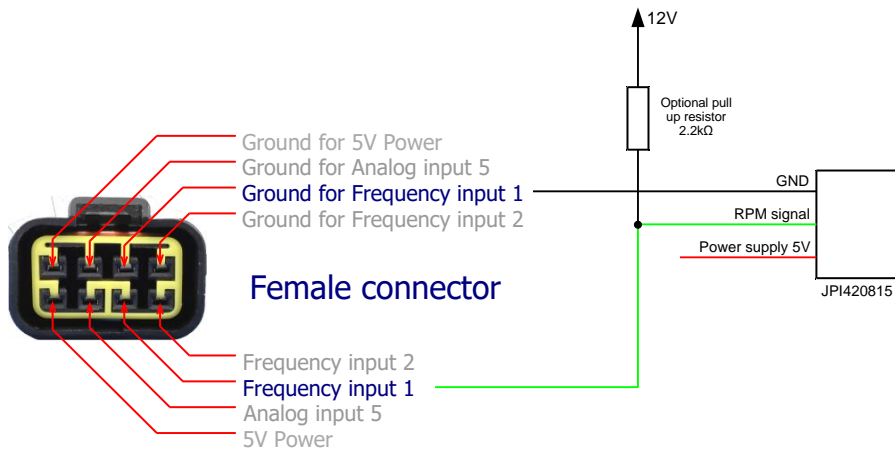 12V
Optional pull
up resistor
2.2kΩ
Ground for 5V Power
Ground for Analog input 5
Ground for Frequency input 1
Ground for Frequency input 2
GND
RPM signal
Power supply 5V
JPI420815
Female connector
Frequency input 2
Frequency input 1
Analog input 5
5V Power